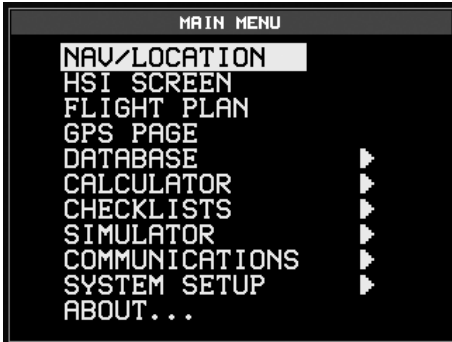 MAIN MENU
NAV/LOCATION
HSI SCREEN
FLIGHT PLAN
GPS PAGE
DATABASE
CALCULATOR
CHECKLISTS
SIMULATOR
COMMUNICATIONS
SYSTEM SETUP
ABOUT...